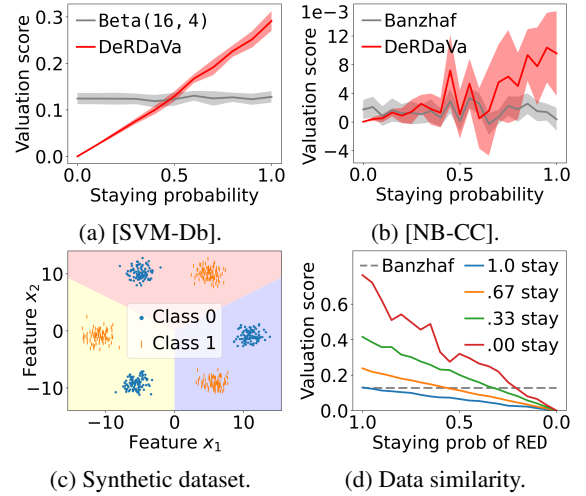 Valuation score
0.3
0.2
0.1
0.0
Beta(16, 4)
DeRDaVa
0.0
0.5
1.0
Staying probability
(a) [SVM-Db].
1e−3
Valuation score
12
8
4
0
−4
Banzhaf
DeRDaVa
0.0
0.5
1.0
Staying probability
(b) [NB-CC].
Feature x₂
10
0
−10
Class 0
Class 1
−10
0
10
Feature x₁
(c) Synthetic dataset.
Valuation score
0.6
0.4
0.2
0.0
Banzhaf
1.0 stay
.67 stay
.33 stay
.00 stay
1.0
0.5
0.0
Staying prob of RED
(d) Data similarity.